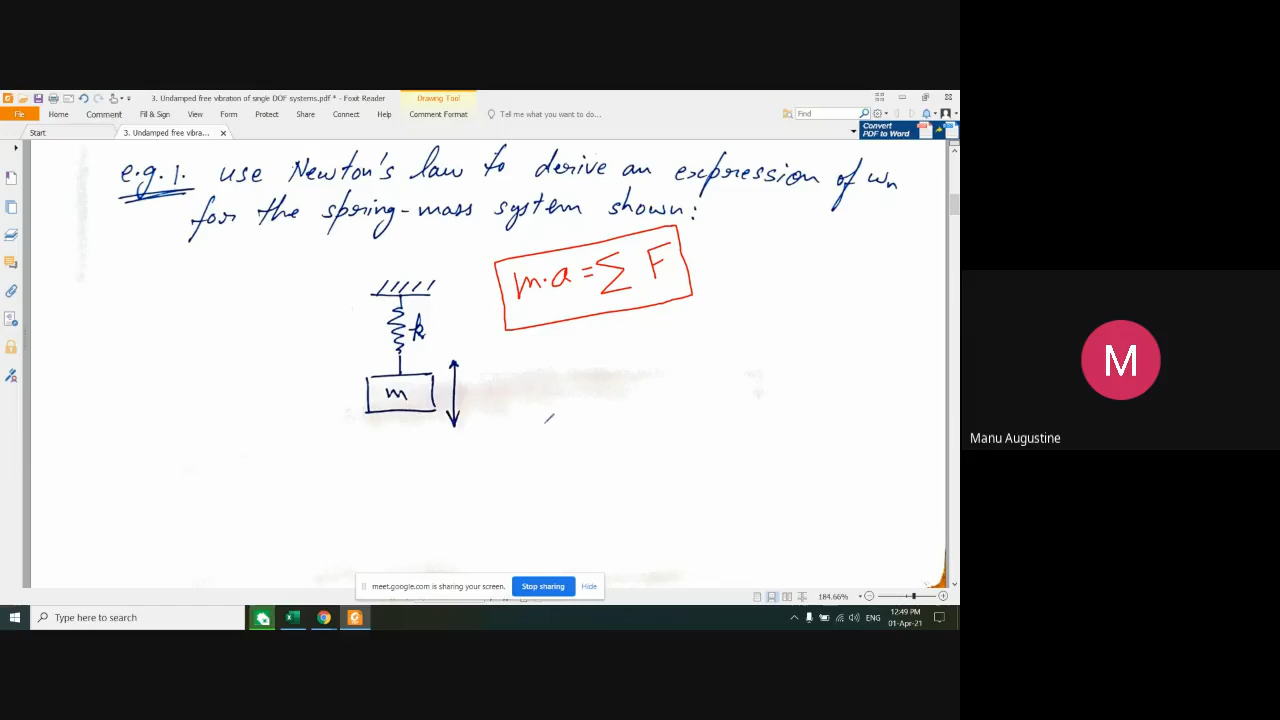 3. Undamped free vibration of single DOF systems.pdf * - Foxit Reader
Drawing Tool
File Home Comment Fill & Sign View Form Protect Share Connect Help Comment Format Tell me what you want to do... Find
Start 3. Undamped free vibra... Convert
PDF to Word
e.g.1. use Newton's law to derive an expression of ωn
for the spring-mass system shown:
m·a = ∑ F
k
m
M
Manu Augustine
meet.google.com is sharing your screen. Stop sharing Hide
184.66%
Type here to search
ENG
12:49 PM
01-Apr-21